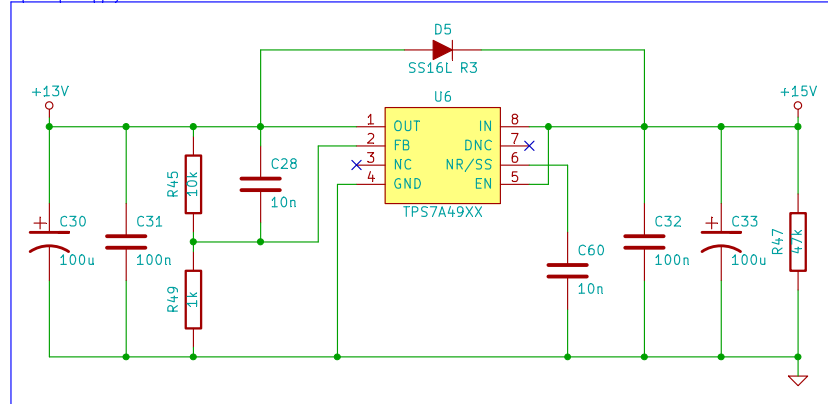 D5
SS16L R3
+13V
U6
+15V
1
OUT
IN
8
2
FB
DNC
7
3
NC
NR/SS
6
4
GND
EN
5
TPS7A49XX
R45
10k
C28
10n
C30
100u
C31
100n
R49
1k
C60
10n
C32
100n
C33
100u
R47
47k